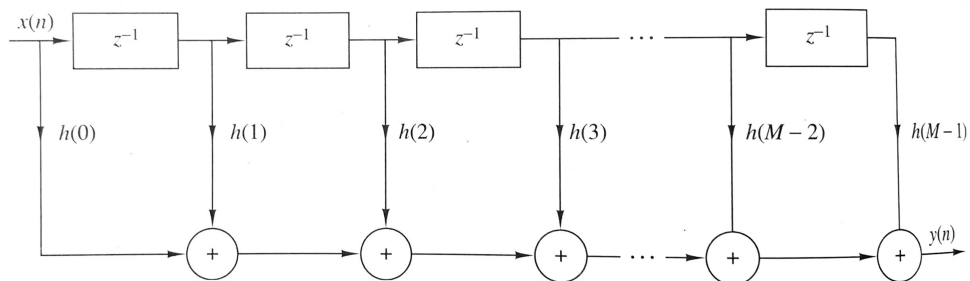 x(n)
z⁻¹ z⁻¹ z⁻¹ ... z⁻¹
h(0) h(1) h(2) h(3) h(M − 2) h(M − 1)
y(n)
+ + + ... + +